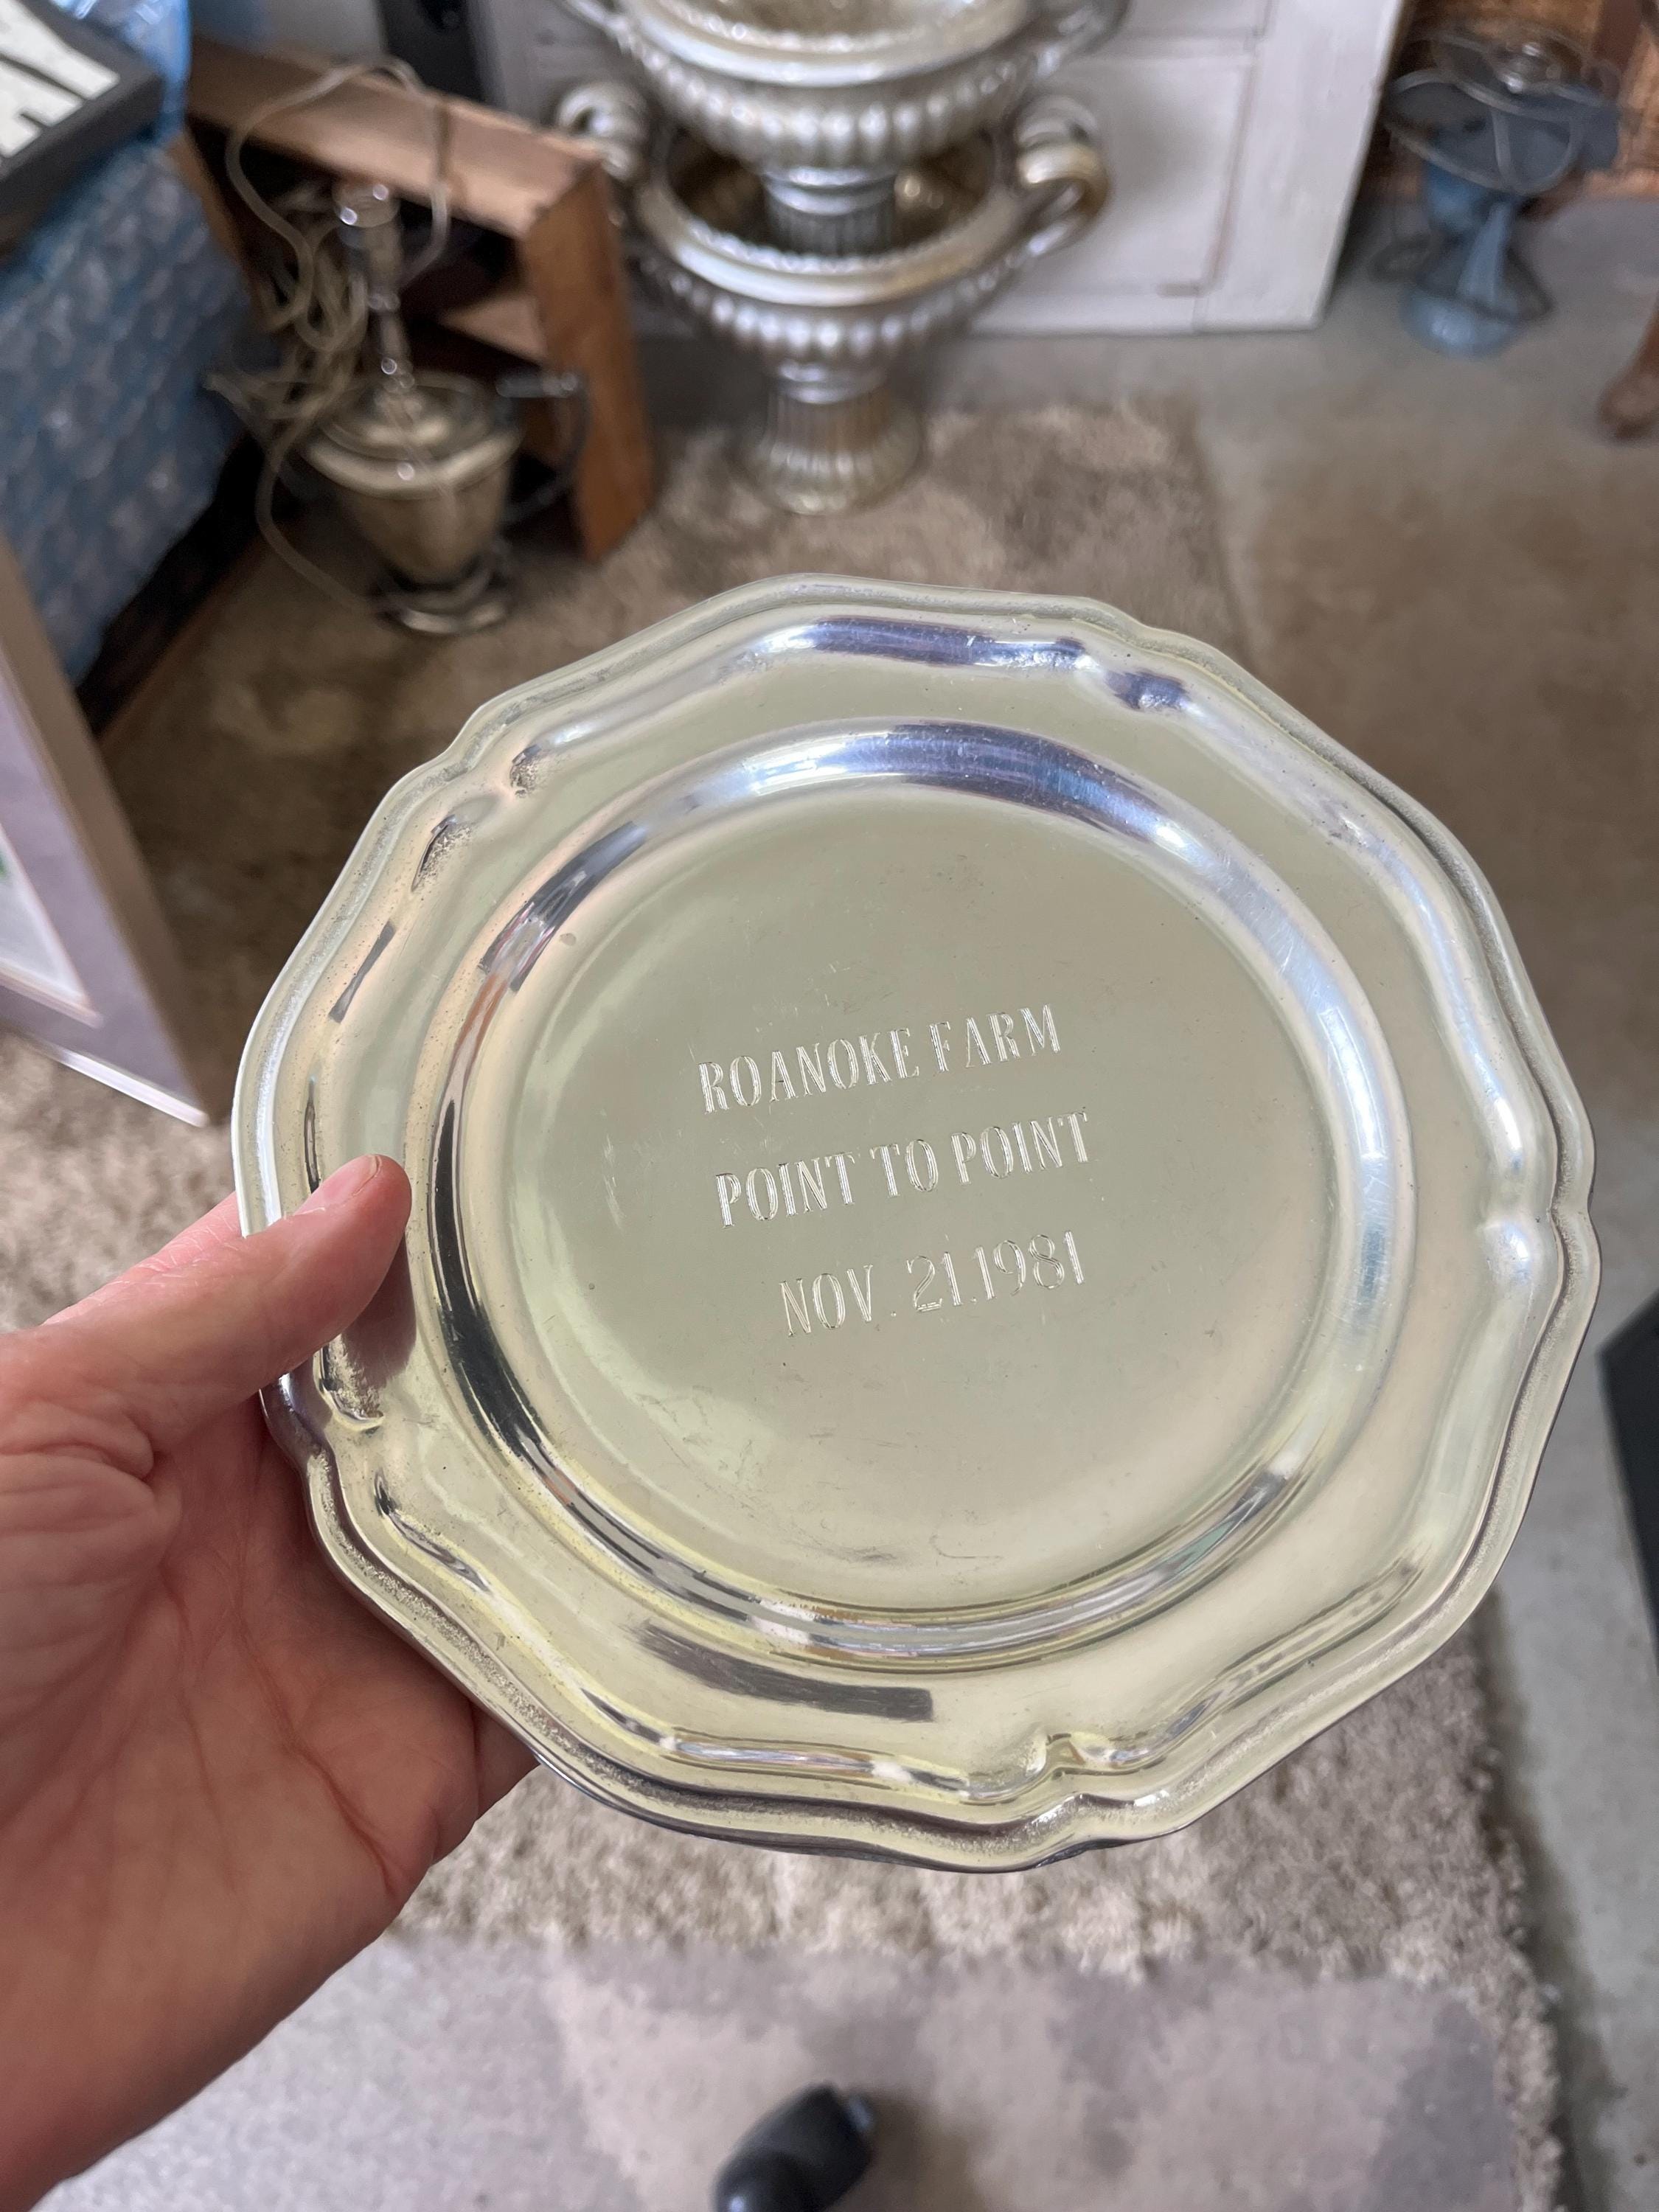 ROANOKE FARM
POINT TO POINT
NOV. 21.1981